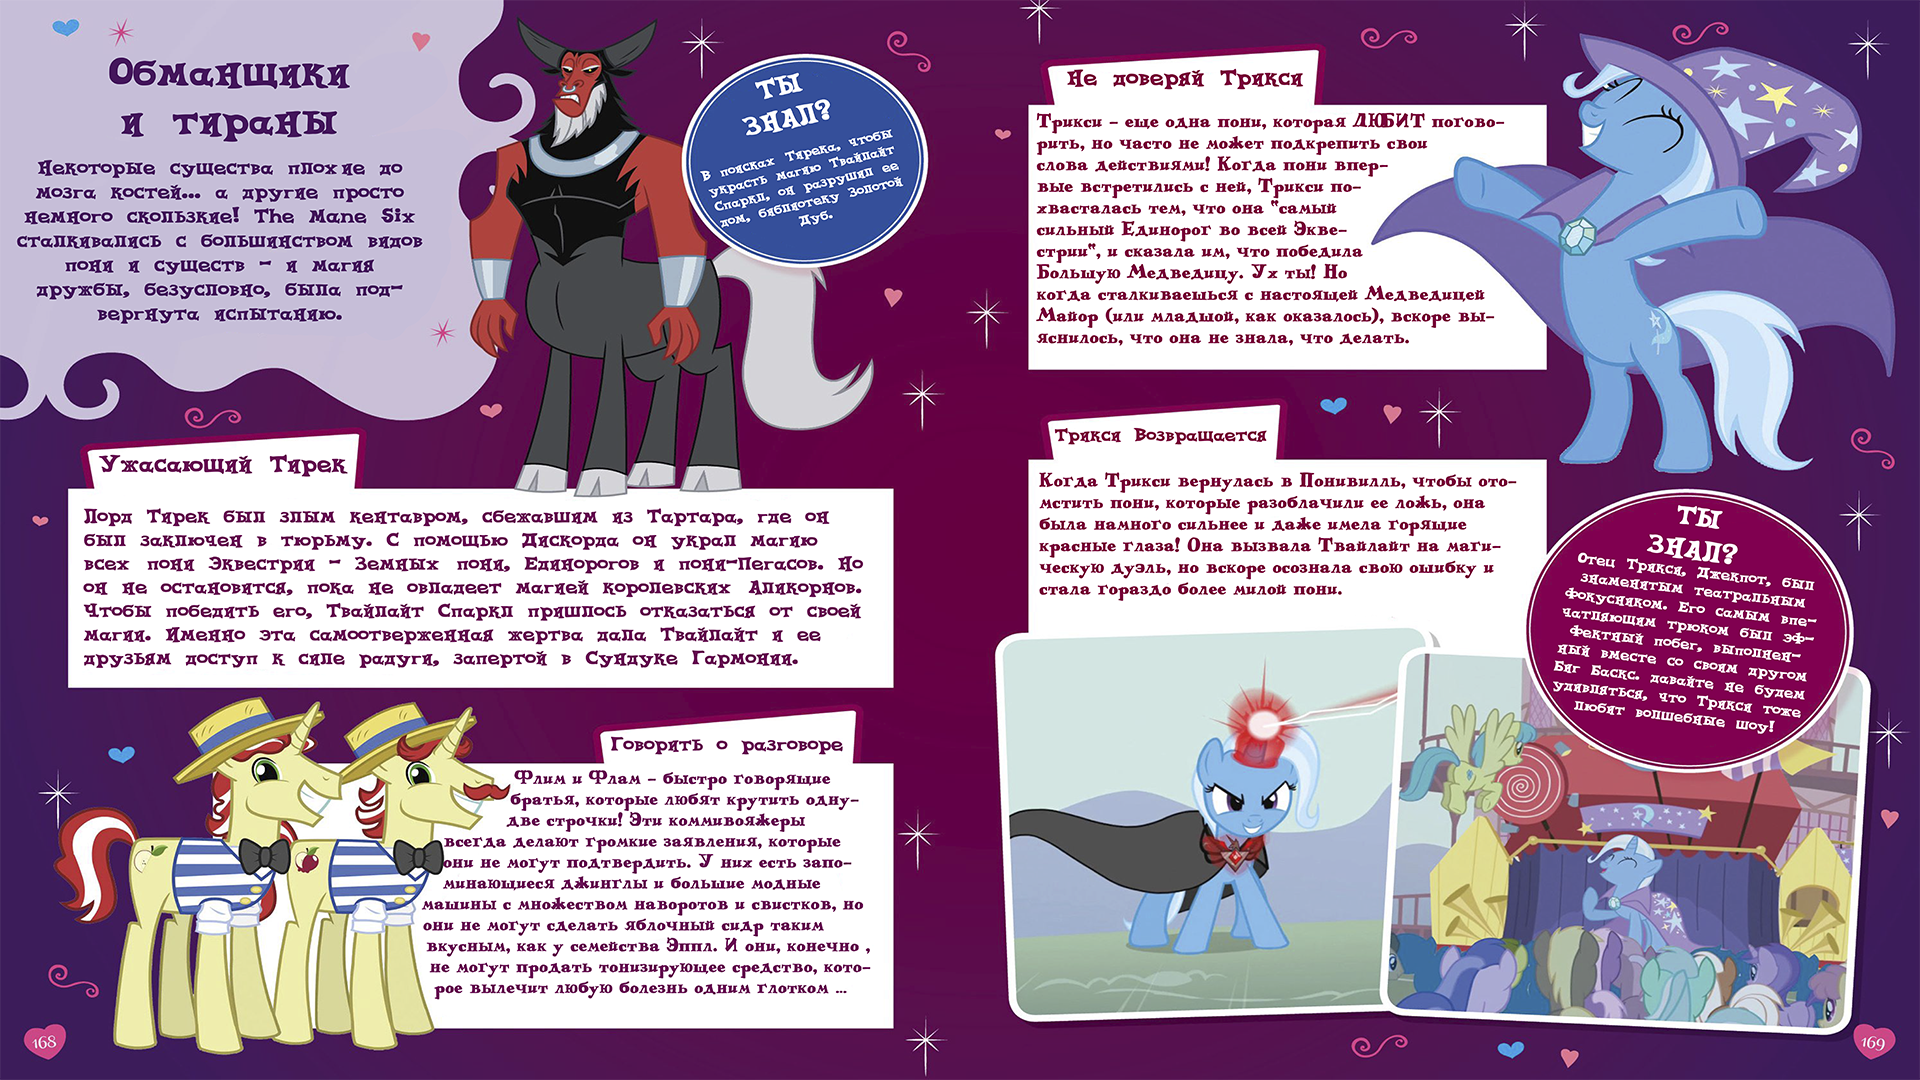 Обманщики
и тираны
Некоторые существа плохие до
мозга костей... а другие просто
немного скользкие! The Mane Six
сталкивались с большинством видов
пони и существ – и магия
дружбы, безусловно, была под-
вергнута испытанию.
ТЫ
ЗНАЛ?
В поисках Тирека, чтобы
украсть магию Твайлайт
Спаркл, он разрушил ее
дом, библиотеку Золотой
Дуб.
Ужасающий Тирек
Лорд Тирек был злым кентавром, сбежавшим из Тартара, где он
был заключен в тюрьму. С помощью Дискорда он украл магию
всех пони Эквестрии – Земных пони, Единорогов и пони-Пегасов. Но
он не остановится, пока не овладеет магией королевских Аликорнов.
Чтобы победить его, Твайлайт Спаркл пришлось отказаться от своей
магии. Именно эта самоотверженная жертва дала Твайлайт и ее
друзьям доступ к силе радуги, запертой в Сундуке Гармонии.
Говорить о разговоре
Флим и Флам – быстро говорящие
братья, которые любят крутить одну-
две строчки! Эти коммивояжеры
всегда делают громкие заявления, которые
они не могут подтвердить. У них есть запо-
минающиеся джинглы и большие модные
машины с множеством наворотов и свистков, но
они не могут сделать яблочный сидр таким
вкусным, как у семейства Эппл. И они, конечно ,
не могут продать тонизирующее средство, кото-
рое вылечит любую болезнь одним глотком ...
168
Не доверяй Трикси
Трикси – еще одна пони, которая ЛЮБИТ погово-
рить, но часто не может подкрепить свои
слова действиями! Когда пони впер-
вые встретились с ней, Трикси по-
хвасталась тем, что она "самый
сильный Единорог во всей Экве-
стрии", и сказала им, что победила
Большую Медведицу. Ух ты! Но
когда сталкиваешься с настоящей Медведицей
Майор (или младшой, как оказалось), вскоре вы-
яснилось, что она не знала, что делать.
Трикси Возвращается
Когда Трикси вернулась в Понивилль, чтобы ото-
мстить пони, которые разоблачили ее ложь, она
была намного сильнее и даже имела горящие
красные глаза! Она вызвала Твайлайт на маги-
ческую дуэль, но вскоре осознала свою ошибку и
стала гораздо более милой пони.
ТЫ
ЗНАЛ?
Отец Трикси, Джекпот, был
знаменитым театральным
фокусником. Его самым впе-
чатляющим трюком был эф-
фектный побег, выполнен-
ный вместе со своим другом
Биг Баскс. давайте не будем
удивляться, что Трикси тоже
любит волшебные шоу!
169